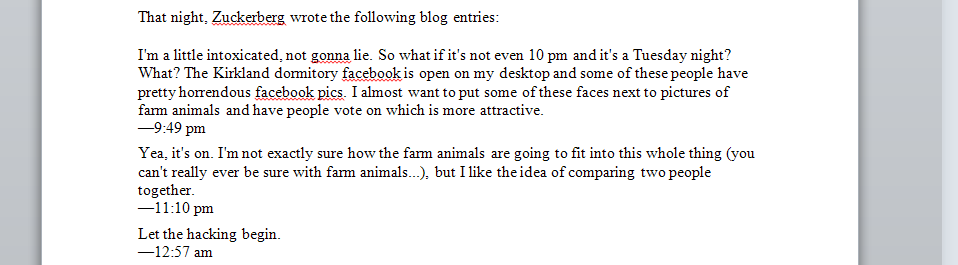 That night, Zuckerberg wrote the following blog entries:
I'm a little intoxicated, not gonna lie. So what if it's not even 10 pm and it's a Tuesday night?
What? The Kirkland dormitory facebook is open on my desktop and some of these people have
pretty horrendous facebook pics. I almost want to put some of these faces next to pictures of
farm animals and have people vote on which is more attractive.
—9:49 pm
Yea, it's on. I'm not exactly sure how the farm animals are going to fit into this whole thing (you
can't really ever be sure with farm animals...), but I like the idea of comparing two people
together.
—11:10 pm
Let the hacking begin.
—12:57 am